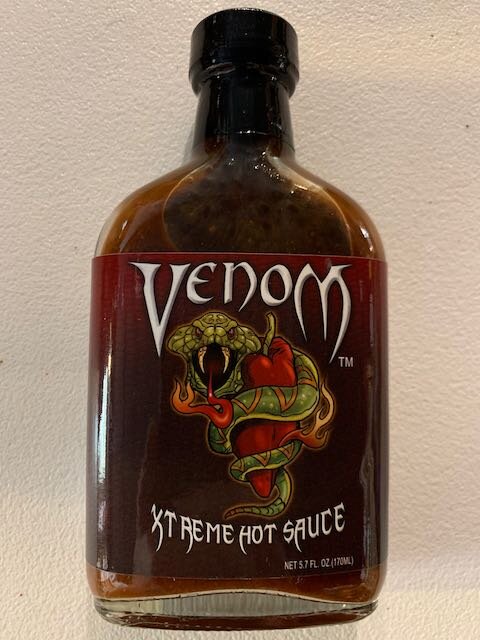 VENOM
TM
XTREME HOT SAUCE
NET 5.7 FL. OZ.(170ML)